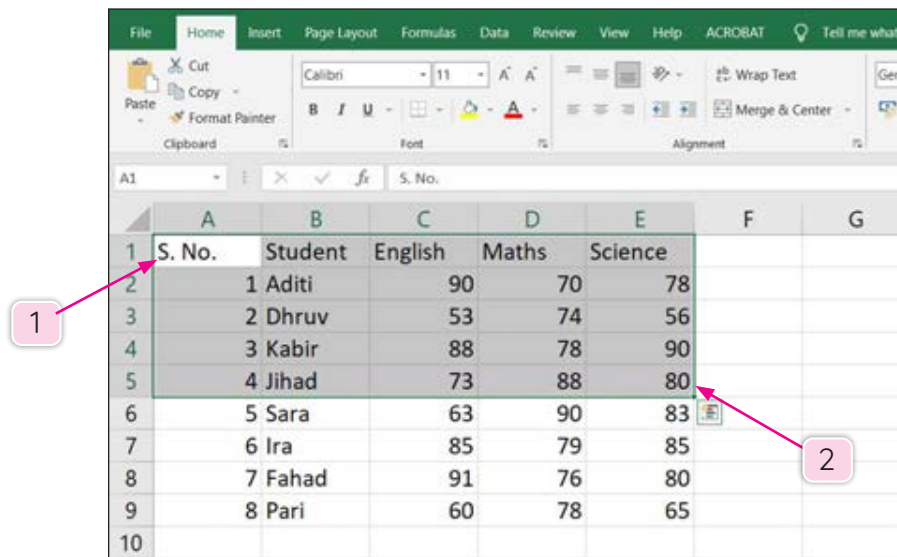 File Home Insert Page Layout Formulas Data Review View Help ACROBAT Tell me what
Cut
Copy
Paste
Format Painter
Clipboard
Calibri 11 A A
B I U A
Font
Wrap Text
Merge & Center
Alignment
Gen
A1 fx S. No.
A B C D E F G
1 S. No. Student English Maths Science
2 1 Aditi 90 70 78
3 2 Dhruv 53 74 56
4 3 Kabir 88 78 90
5 4 Jihad 73 88 80
6 5 Sara 63 90 83
7 6 Ira 85 79 85
8 7 Fahad 91 76 80
9 8 Pari 60 78 65
10
1
2